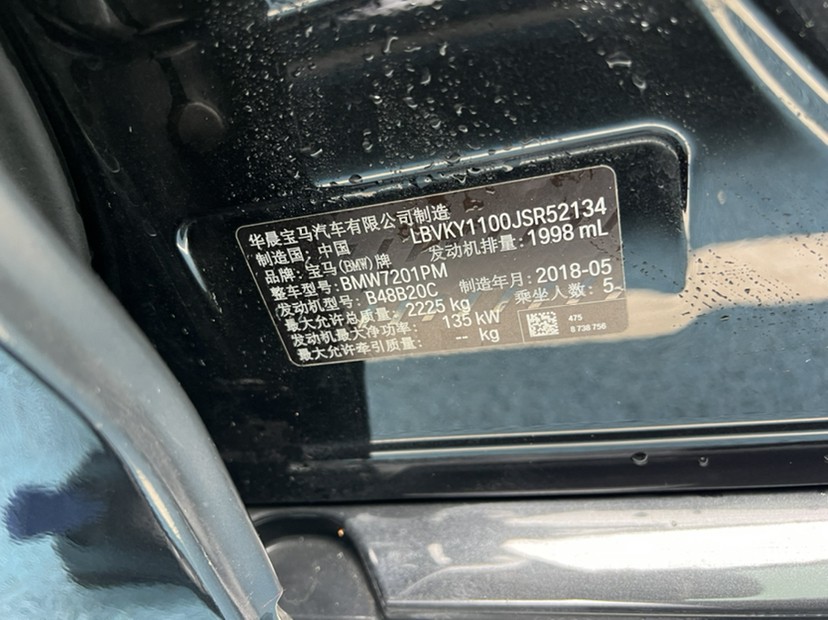 华晨宝马汽车有限公司制造
制造国：中国 LBVKY1100JSR52134
品牌：宝马(BMW)牌 发动机排量：1998 mL
整车型号：BMW7201PM
发动机型号：B48B20C 制造年月：2018-05
最大允许总质量：2225 kg 乘坐人数：5
发动机最大净功率：135 kW
最大允许牵引质量：-- kg
475
8 738 756